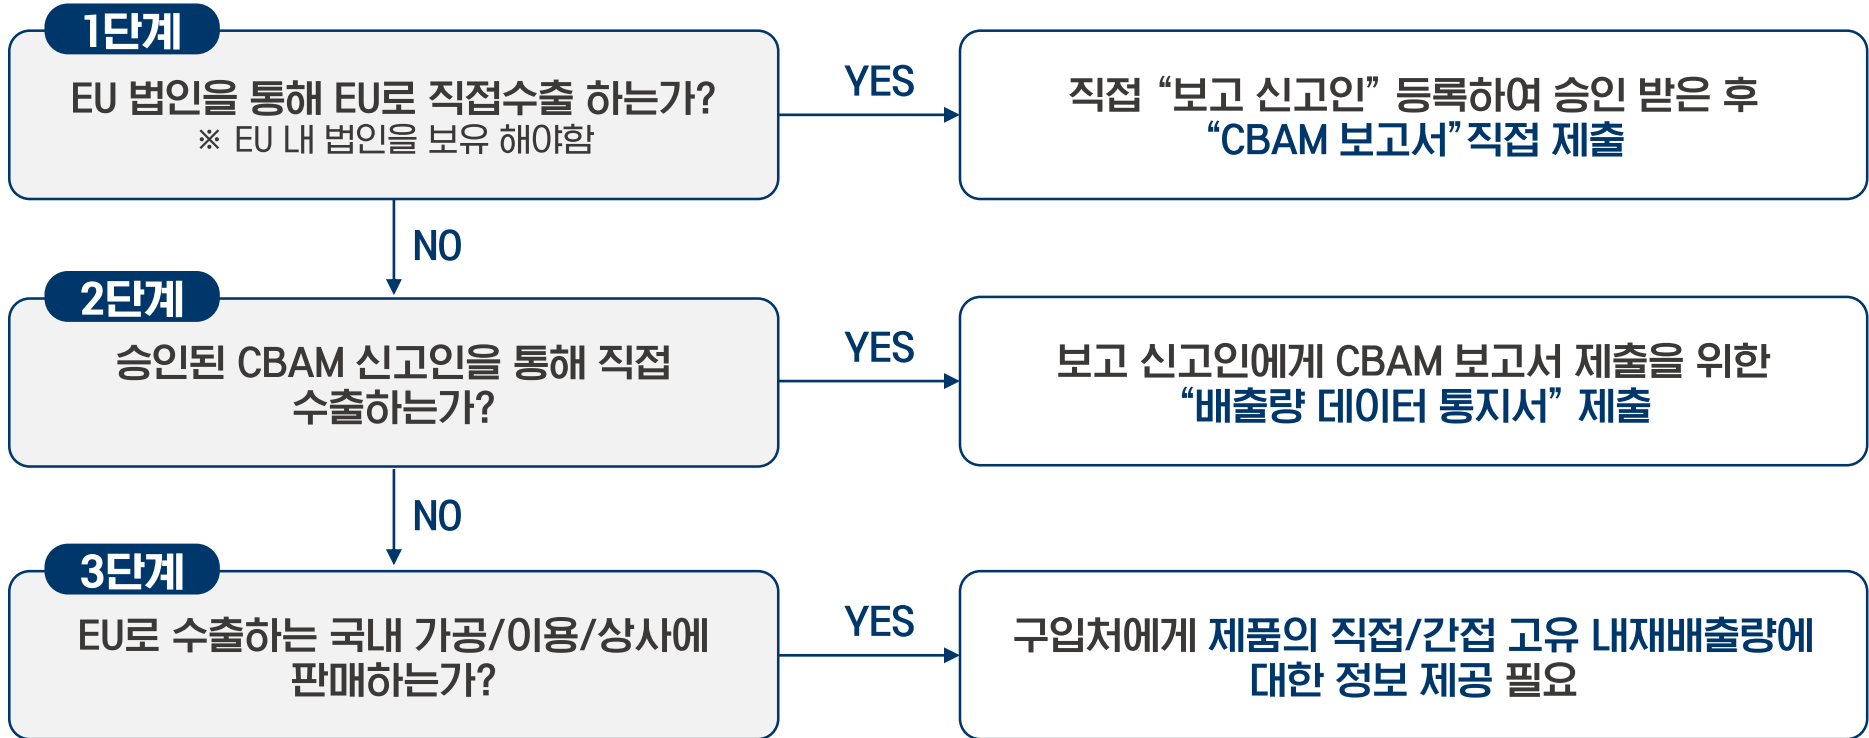 1단계
EU 법인을 통해 EU로 직접수출 하는가?
※ EU 내 법인을 보유 해야함
YES
직접 “보고 신고인” 등록하여 승인 받은 후
“CBAM 보고서”직접 제출
NO
2단계
승인된 CBAM 신고인을 통해 직접
수출하는가?
YES
보고 신고인에게 CBAM 보고서 제출을 위한
“배출량 데이터 통지서” 제출
NO
3단계
EU로 수출하는 국내 가공/이용/상사에
판매하는가?
YES
구입처에게 제품의 직접/간접 고유 내재배출량에
대한 정보 제공 필요